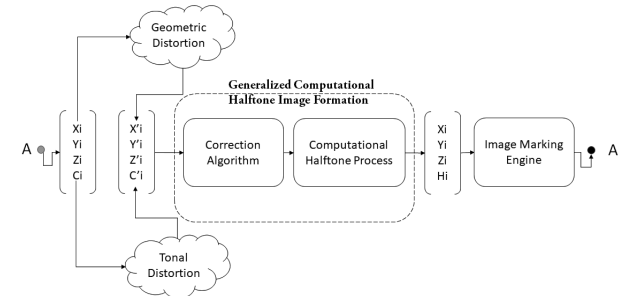 Geometric
Distortion
Generalized Computational
Halftone Image Formation
A
Xi
Yi
Zi
Ci
X'i
Y'i
Z'i
C'i
Correction
Algorithm
Computational
Halftone Process
Xi
Yi
Zi
Hi
Image Marking
Engine
A
Tonal
Distortion